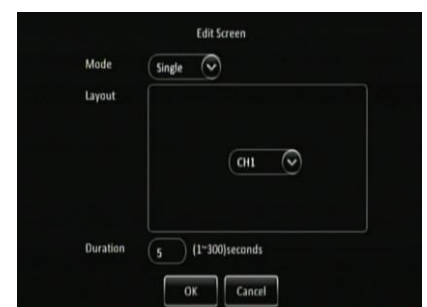 Edit Screen
Mode Single
Layout
CH1
Duration 5 (1~300)seconds
OK Cancel